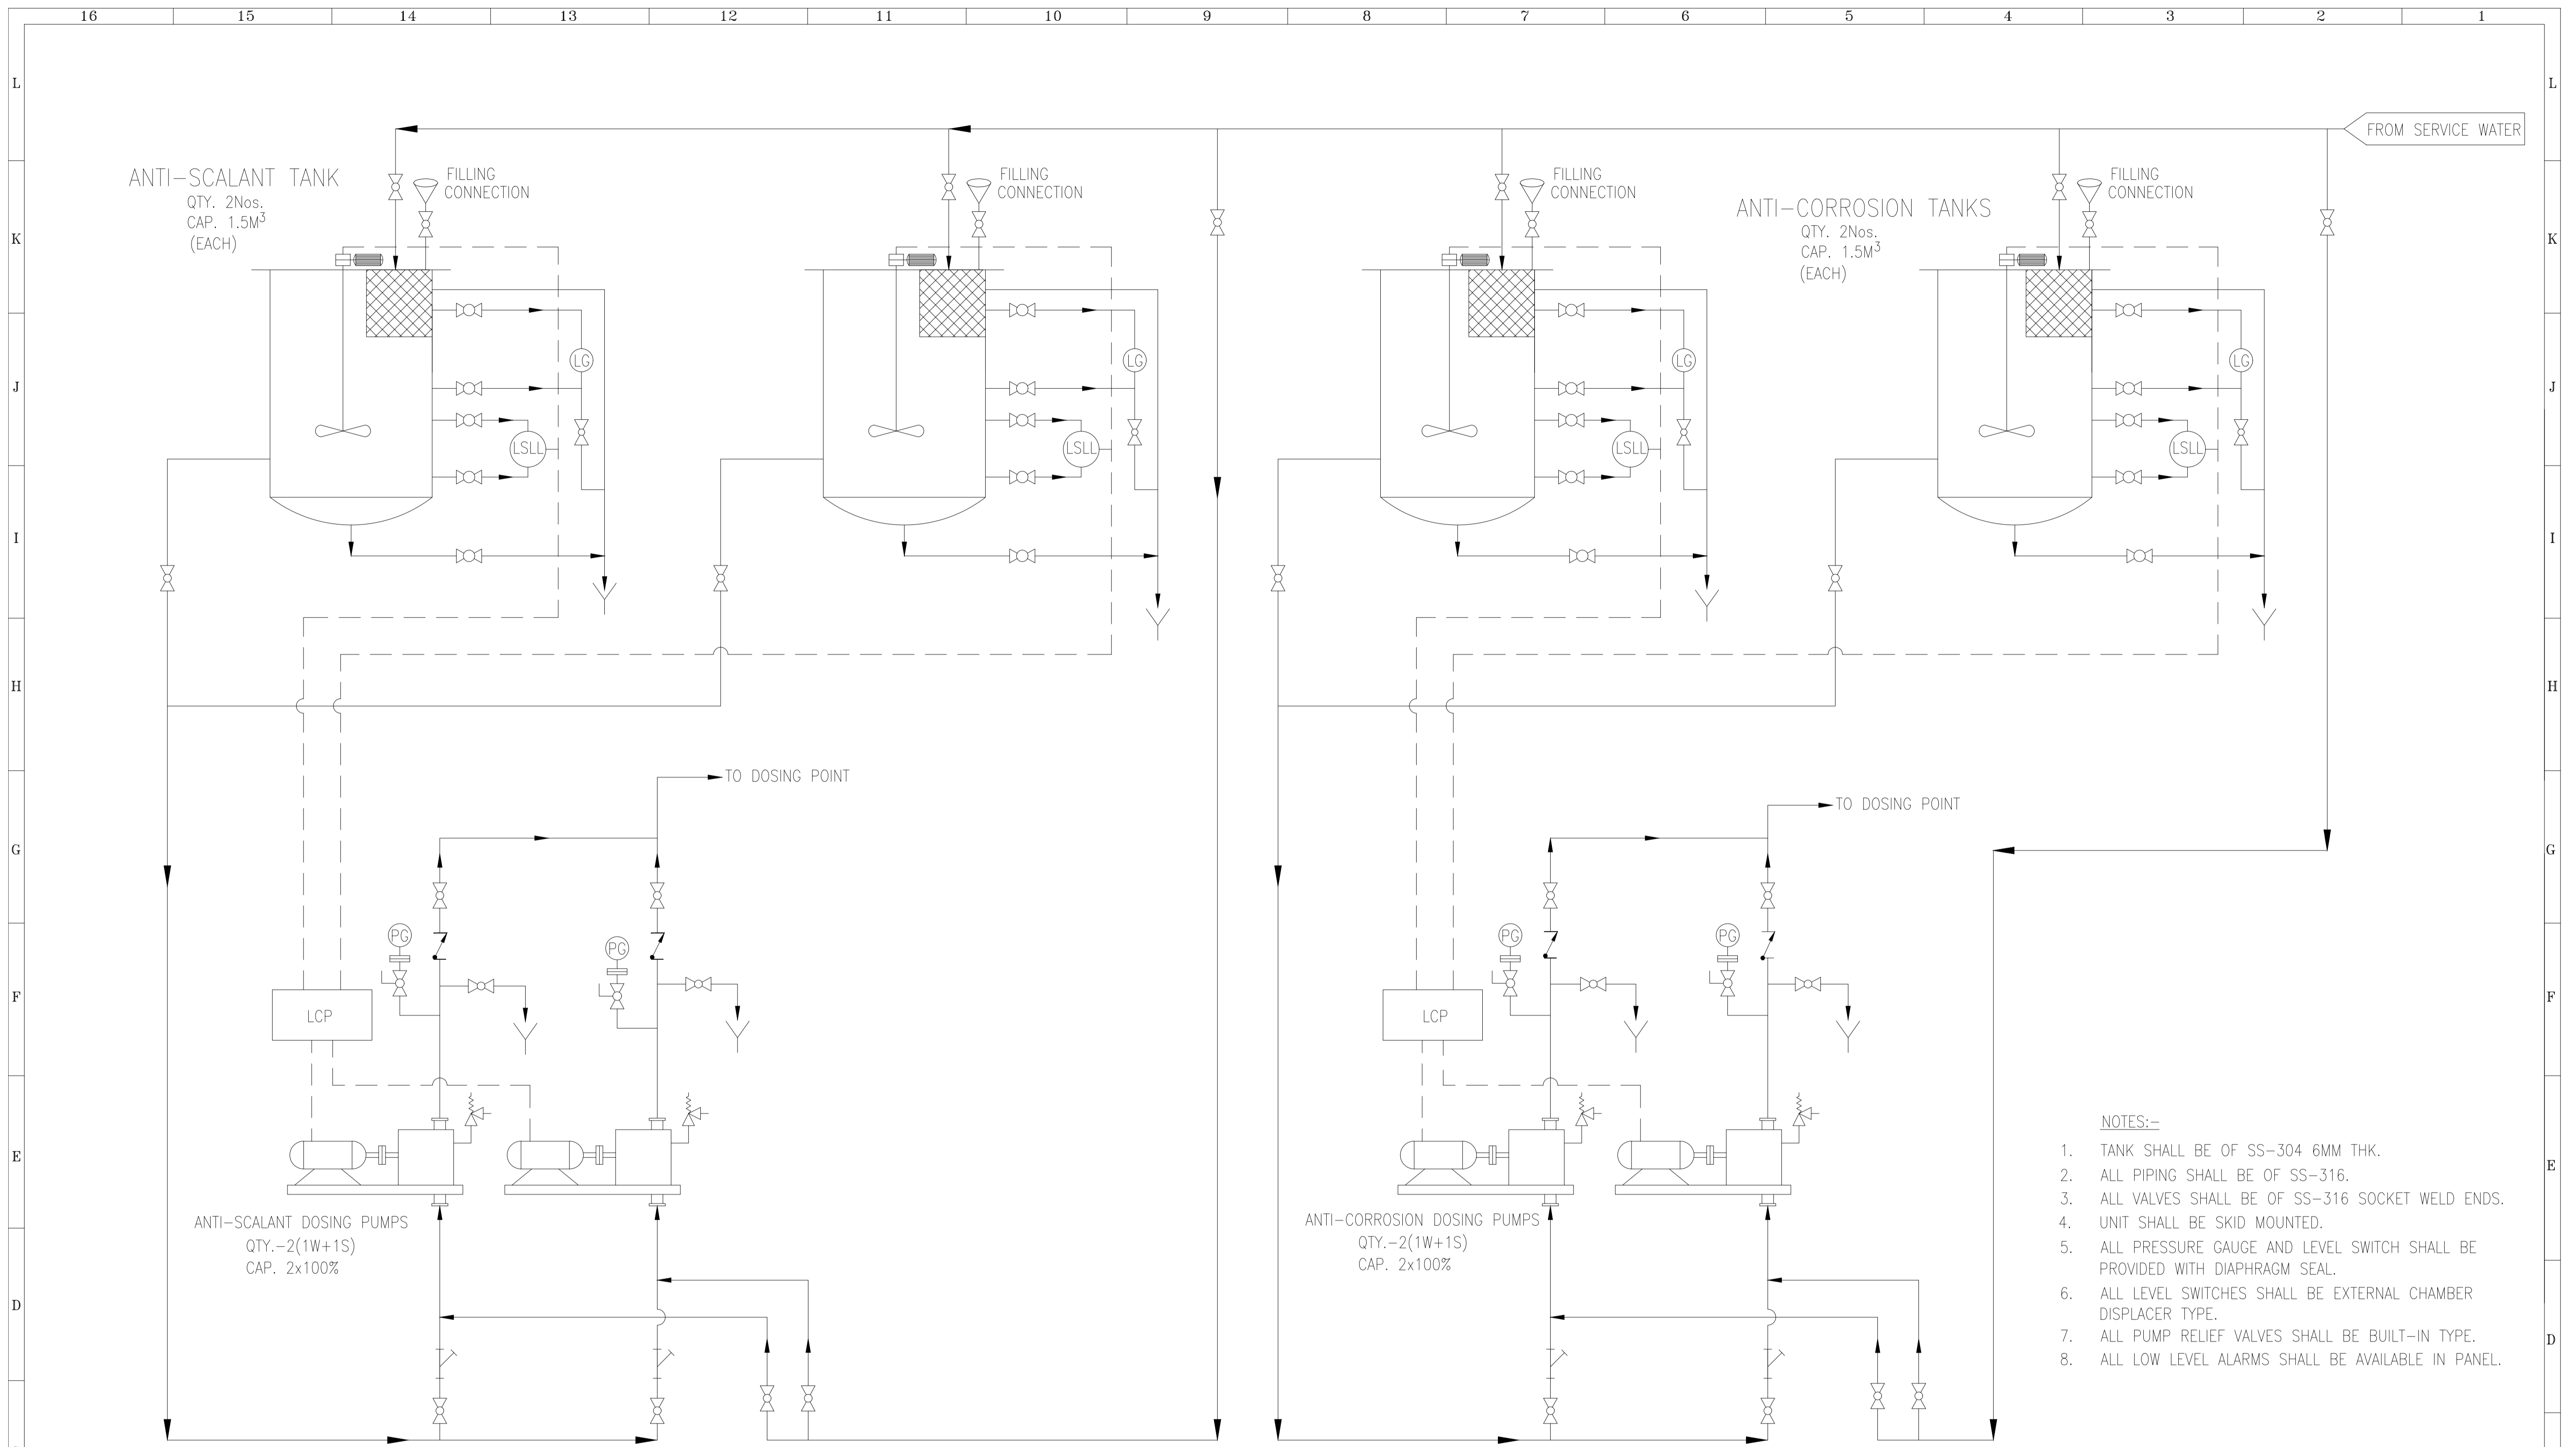 16 15 14 13 12 11 10 9 8 7 6 5 4 3 2 1
L
L
FROM SERVICE WATER
ANTI-SCALANT TANK
QTY. 2Nos.
CAP. 1.5M³
(EACH)
FILLING
CONNECTION
FILLING
CONNECTION
FILLING
CONNECTION
ANTI-CORROSION TANKS
QTY. 2Nos.
CAP. 1.5M³
(EACH)
FILLING
CONNECTION
K
K
LG
LG
LG
LG
J
J
LSLL
LSLL
LSLL
LSLL
I
I
H
H
TO DOSING POINT
TO DOSING POINT
G
G
PG
PG
PG
PG
F
F
LCP
LCP
E
E
ANTI-SCALANT DOSING PUMPS
QTY.-2(1W+1S)
CAP. 2x100%
ANTI-CORROSION DOSING PUMPS
QTY.-2(1W+1S)
CAP. 2x100%
D
D
NOTES:-
1. TANK SHALL BE OF SS-304 6MM THK.
2. ALL PIPING SHALL BE OF SS-316.
3. ALL VALVES SHALL BE OF SS-316 SOCKET WELD ENDS.
4. UNIT SHALL BE SKID MOUNTED.
5. ALL PRESSURE GAUGE AND LEVEL SWITCH SHALL BE
PROVIDED WITH DIAPHRAGM SEAL.
6. ALL LEVEL SWITCHES SHALL BE EXTERNAL CHAMBER
DISPLACER TYPE.
7. ALL PUMP RELIEF VALVES SHALL BE BUILT-IN TYPE.
8. ALL LOW LEVEL ALARMS SHALL BE AVAILABLE IN PANEL.